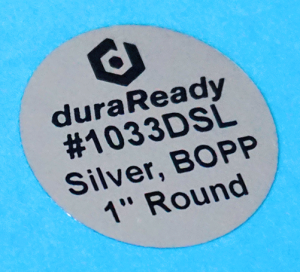 duraReady
#1033DSL
Silver, BOPP
1" Round